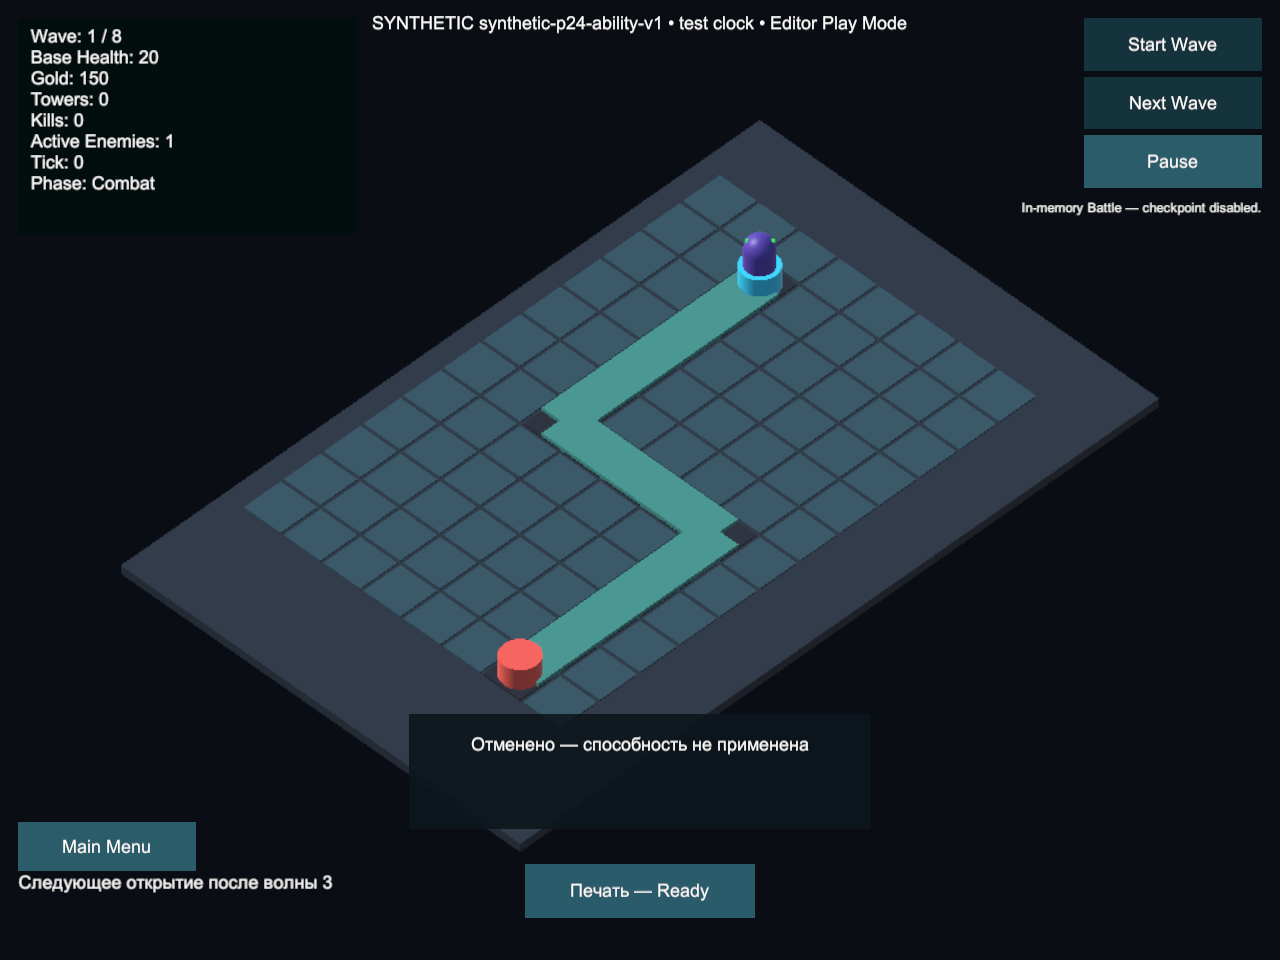 SYNTHETIC synthetic-p24-ability-v1 • test clock • Editor Play Mode
Wave: 1 / 8
Base Health: 20
Gold: 150
Towers: 0
Kills: 0
Active Enemies: 1
Tick: 0
Phase: Combat
Start Wave
Next Wave
Pause
In-memory Battle — checkpoint disabled.
Отменено — способность не применена
Main Menu
Следующее открытие после волны 3
Печать — Ready